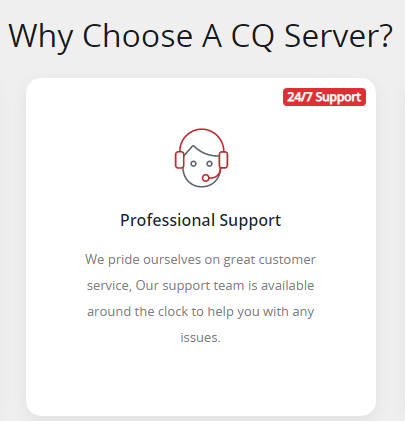 Why Choose A CQ Server?
24/7 Support
Professional Support
We pride ourselves on great customer
service, Our support team is available
around the clock to help you with any
issues.